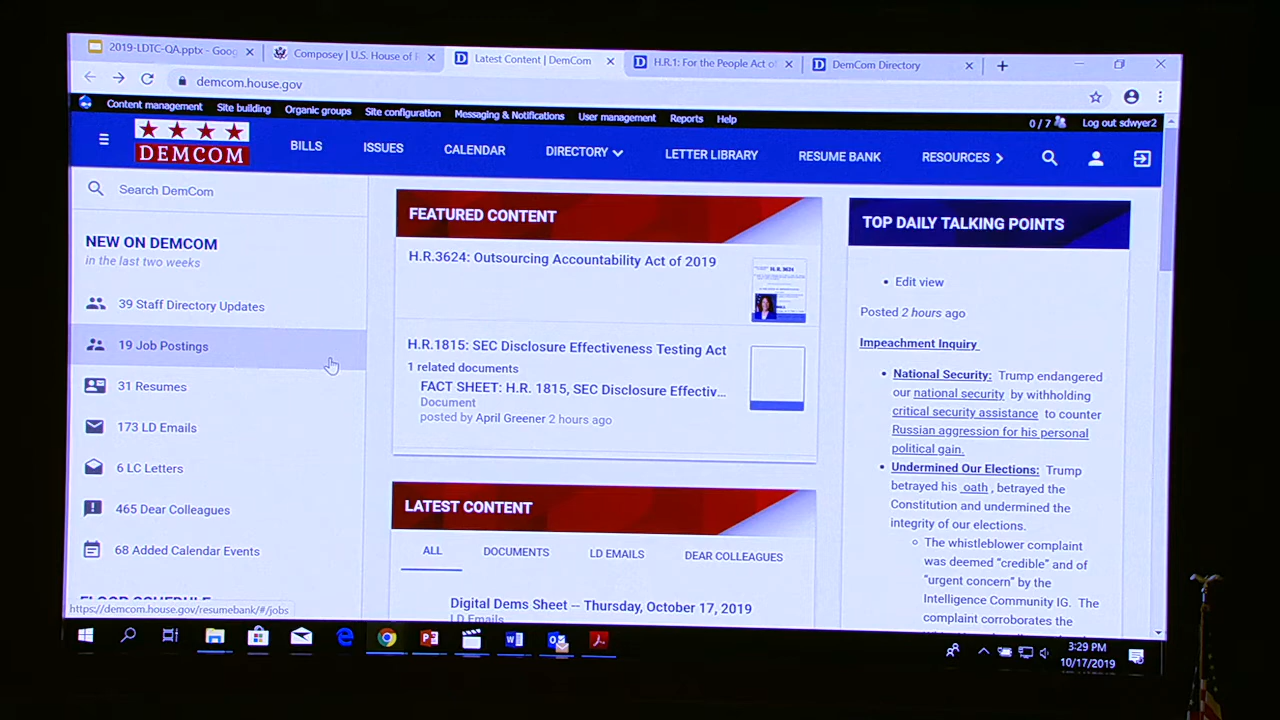 2019-LDTC-QA.pptx - Goog
Composey | U.S. House of
Latest Content | DemCom
H.R.1: For the People Act o
DemCom Directory
demcom.house.gov
Content management
Site building
Organic groups
Site configuration
Messaging & Notifications
User management
Reports
Help
0 / 7
Log out sdwyer2
DEMCOM
BILLS
ISSUES
CALENDAR
DIRECTORY
LETTER LIBRARY
RESUME BANK
RESOURCES
Search DemCom
NEW ON DEMCOM
in the last two weeks
39 Staff Directory Updates
19 Job Postings
31 Resumes
173 LD Emails
6 LC Letters
465 Dear Colleagues
68 Added Calendar Events
FLOOR SCHEDULE
https://demcom.house.gov/resumebank/#/jobs
FEATURED CONTENT
H.R.3624: Outsourcing Accountability Act of 2019
H.R. 3624
H.R.1815: SEC Disclosure Effectiveness Testing Act
1 related documents
FACT SHEET: H.R. 1815, SEC Disclosure Effectiv...
Document
posted by April Greener 2 hours ago
LATEST CONTENT
ALL
DOCUMENTS
LD EMAILS
DEAR COLLEAGUES
Digital Dems Sheet -- Thursday, October 17, 2019
LD Emails
TOP DAILY TALKING POINTS
• Edit view
Posted 2 hours ago
Impeachment Inquiry
• National Security: Trump endangered
our national security by withholding
critical security assistance to counter
Russian aggression for his personal
political gain.
• Undermined Our Elections: Trump
betrayed his oath , betrayed the
Constitution and undermined the
integrity of our elections.
○ The whistleblower complaint
was deemed "credible" and of
"urgent concern" by the
Intelligence Community IG. The
complaint corroborates the
3:29 PM
10/17/2019